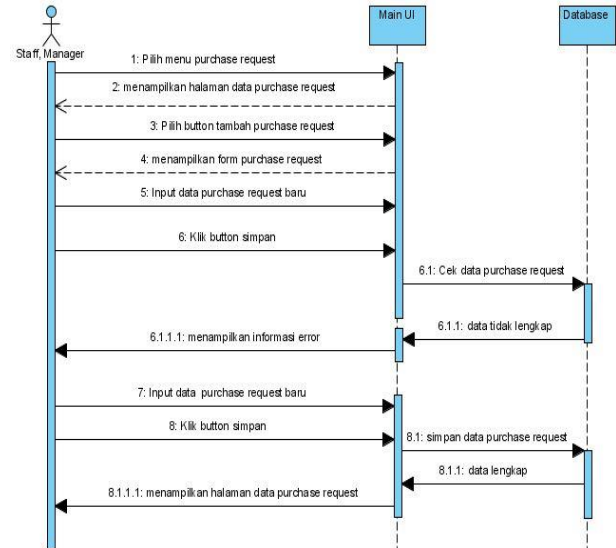 Staff, Manager
Main UI
Database
1: Pilih menu purchase request
2: menampilkan halaman data purchase request
3: Pilih button tambah purchase request
4: menampilkan form purchase request
5: Input data purchase request baru
6: Klik button simpan
6.1: Cek data purchase request
6.1.1: data tidak lengkap
6.1.1.1: menampilkan informasi error
7: Input data purchase request baru
8: Klik button simpan
8.1: simpan data purchase request
8.1.1: data lengkap
8.1.1.1: menampilkan halaman data purchase request